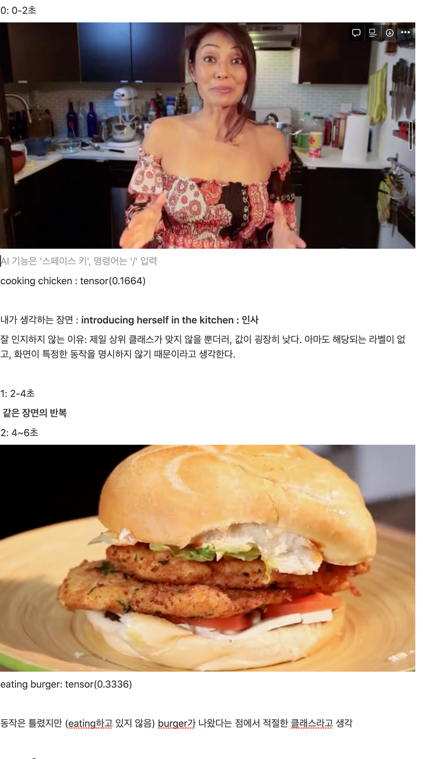 0: 0-2초
AI 기능은 '스페이스 키', 명령어는 '/' 입력
cooking chicken : tensor(0.1664)
내가 생각하는 장면 : introducing herself in the kitchen : 인사
잘 인지하지 않는 이유: 제일 상위 클래스가 맞지 않을 뿐더러, 값이 굉장히 낮다. 아마도 해당되는 라벨이 없
고, 화면이 특정한 동작을 명시하지 않기 때문이라고 생각한다.
1: 2-4초
같은 장면의 반복
2: 4~6초
eating burger: tensor(0.3336)
동작은 틀렸지만 (eating하고 있지 않음) burger가 나왔다는 점에서 적절한 클래스라고 생각